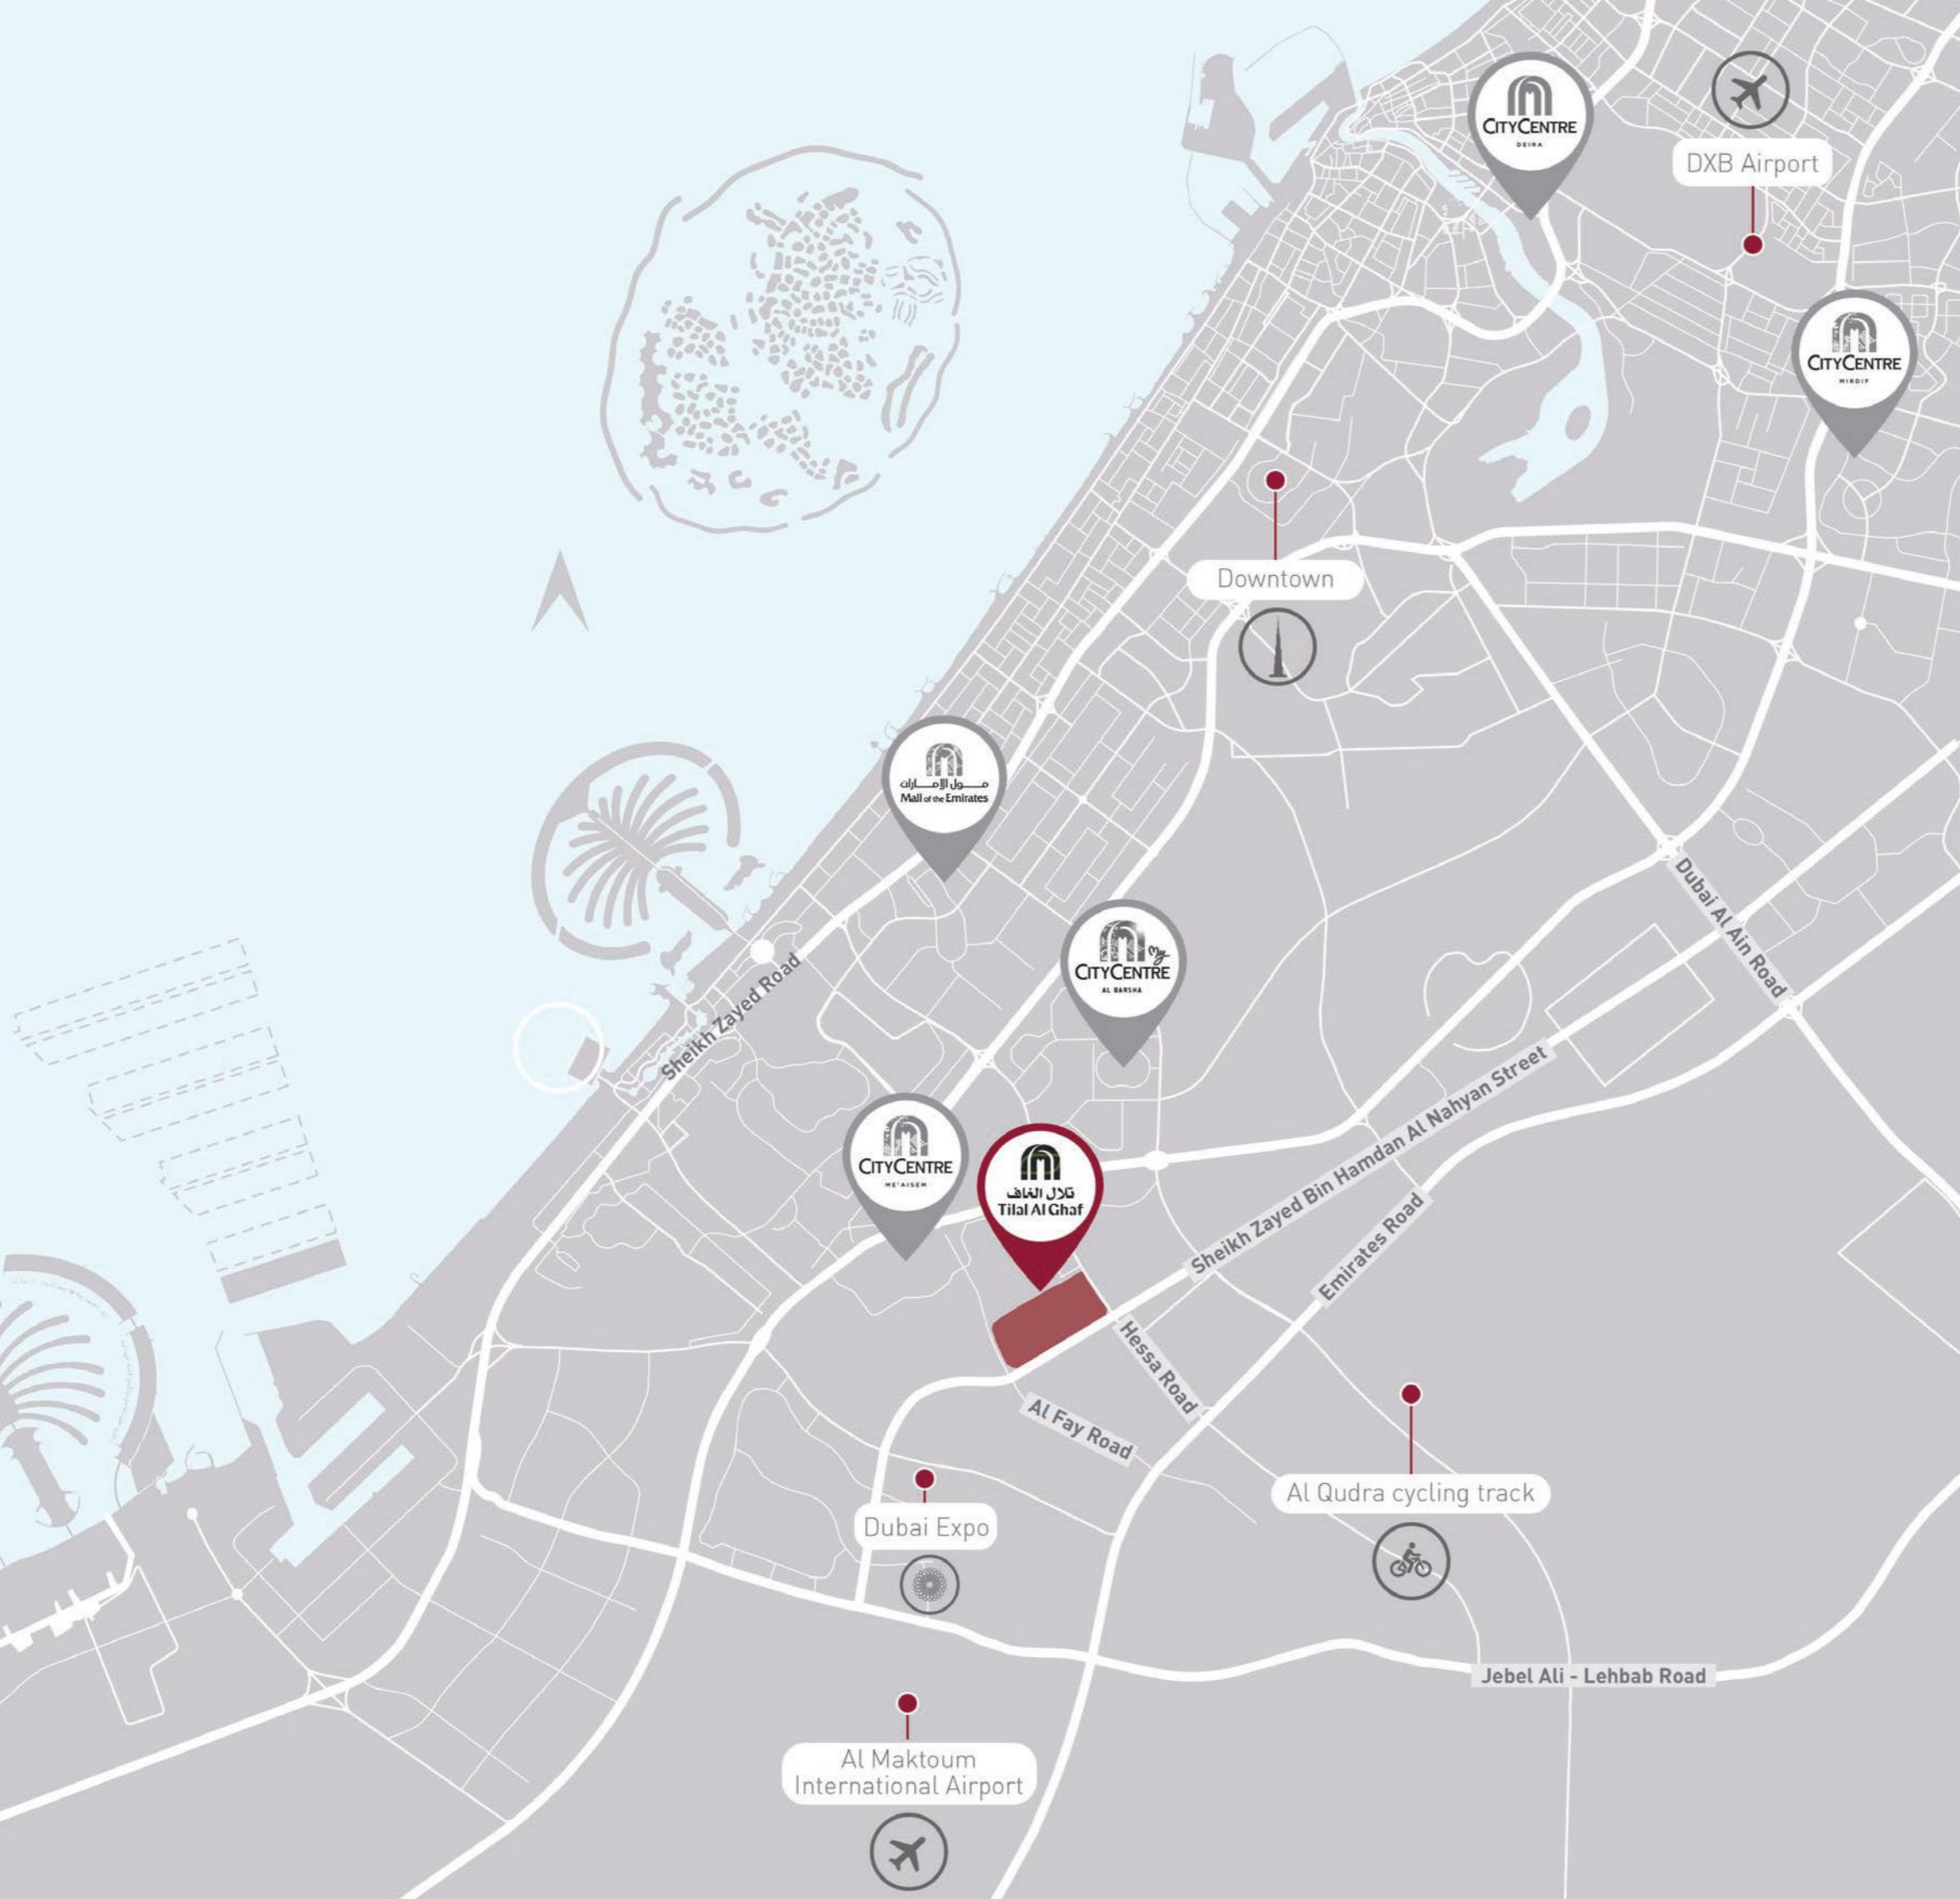 CITYCENTRE
DEIRA
DXB Airport
CITYCENTRE
MIRDIF
Downtown
مول الإمارات
Mall of the Emirates
Dubai Al Ain Road
My
CITYCENTRE
AL BARSHA
Sheikh Zayed Road
Sheikh Zayed Bin Hamdan Al Nahyan Street
CITYCENTRE
ME'AISEM
تلال الغاف
Tilal Al Ghaf
Emirates Road
Hessa Road
Al Fay Road
Al Qudra cycling track
Dubai Expo
Jebel Ali - Lehbab Road
Al Maktoum
International Airport